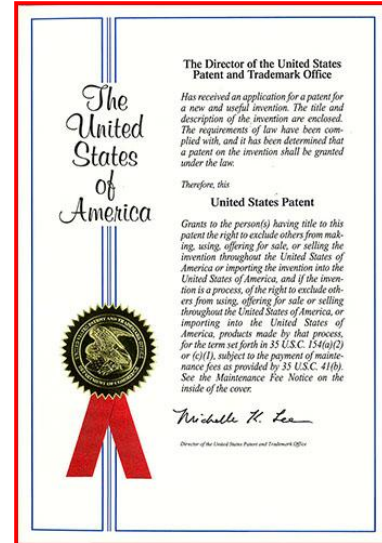 The
United
States
of
America
The Director of the United States
Patent and Trademark Office
Has received an application for a patent for
a new and useful invention. The title and
description of the invention are enclosed.
The requirements of law have been com-
plied with, and it has been determined that
a patent on the invention shall be granted
under the law.
Therefore, this
United States Patent
Grants to the person(s) having title to this
patent the right to exclude others from mak-
ing, using, offering for sale, or selling the
invention throughout the United States of
America or importing the invention into the
United States of America, and if the inven-
tion is a process, of the right to exclude oth-
ers from using, offering for sale or selling
throughout the United States of America, or
importing into the United States of
America, products made by that process,
for the term set forth in 35 U.S.C. 154(a)(2)
or (c)(1), subject to the payment of mainte-
nance fees as provided by 35 U.S.C. 41(b).
See the Maintenance Fee Notice on the
inside of the cover.
Michelle K. Lee
Director of the United States Patent and Trademark Office